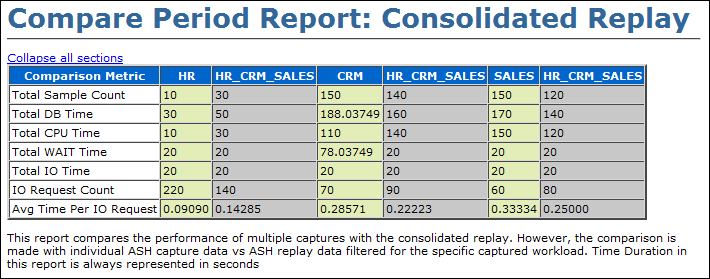 Compare Period Report: Consolidated Replay
Collapse all sections
Comparison Metric HR HR_CRM_SALES CRM HR_CRM_SALES SALES HR_CRM_SALES
Total Sample Count 10 30 150 140 150 120
Total DB Time 30 50 188.03749 160 170 140
Total CPU Time 10 30 110 140 150 120
Total WAIT Time 20 20 78.03749 20 20 20
Total IO Time 20 20 20 20 20 20
IO Request Count 220 140 70 90 60 80
Avg Time Per IO Request 0.09090 0.14285 0.28571 0.22223 0.33334 0.25000
This report compares the performance of multiple captures with the consolidated replay. However, the comparison is
made with individual ASH capture data vs ASH replay data filtered for the specific captured workload. Time Duration in
this report is always represented in seconds